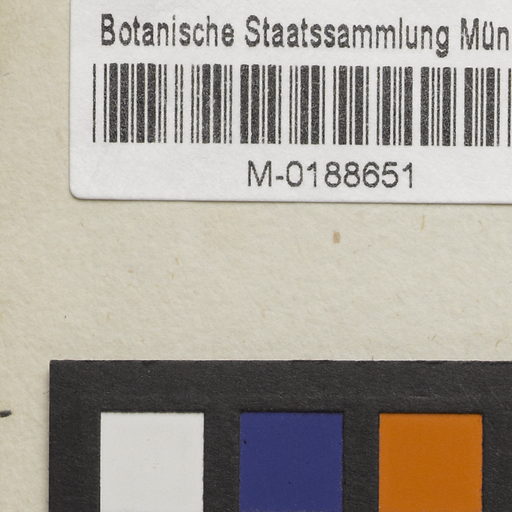 Botanische Staatssammlung Mün
M-0188651